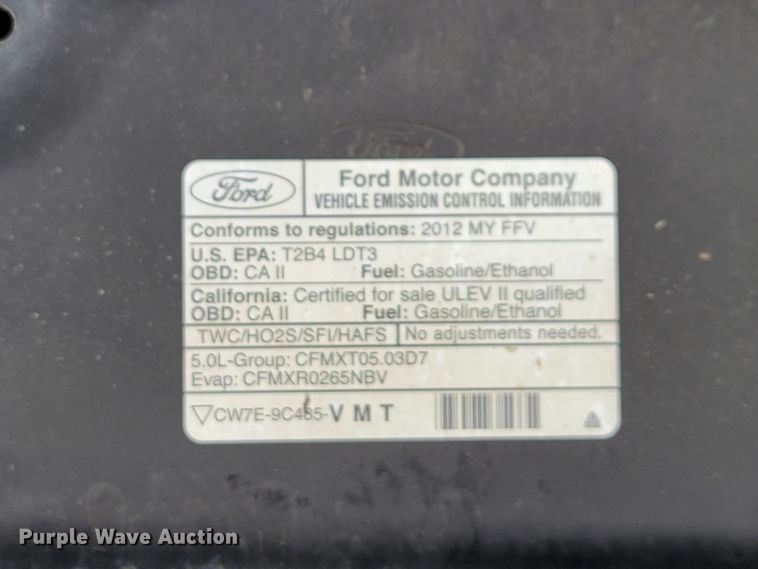 Ford
Ford
Ford Motor Company
VEHICLE EMISSION CONTROL INFORMATION
Conforms to regulations: 2012 MY FFV
U.S. EPA: T2B4 LDT3
OBD: CA II Fuel: Gasoline/Ethanol
California: Certified for sale ULEV II qualified
OBD: CA II Fuel: Gasoline/Ethanol
TWC/HO2S/SFI/HAFS No adjustments needed.
5.0L-Group: CFMXT05.03D7
Evap: CFMXR0265NBV
▽CW7E-9C485-V M T
Purple Wave Auction